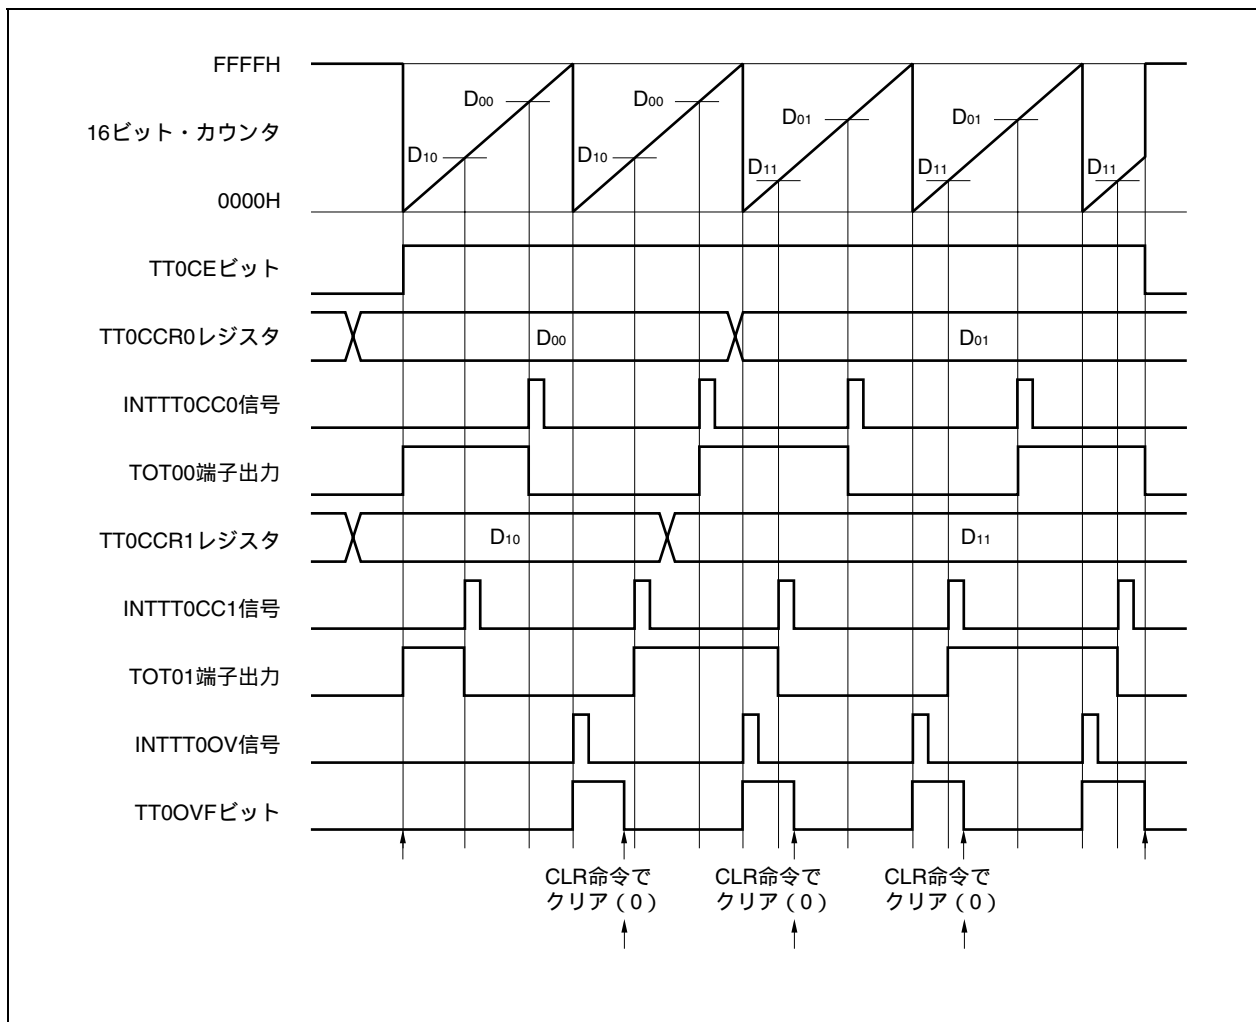 FFFFH
D00
D00
D01
D01
16ビット・カウンタ
D10
D10
D11
D11
D11
0000H
TT0CEビット
TT0CCR0レジスタ
D00
D01
INTTT0CC0信号
TOT00端子出力
TT0CCR1レジスタ
D10
D11
INTTT0CC1信号
TOT01端子出力
INTTT0OV信号
TT0OVFビット
CLR命令で
クリア（0）
CLR命令で
クリア（0）
CLR命令で
クリア（0）